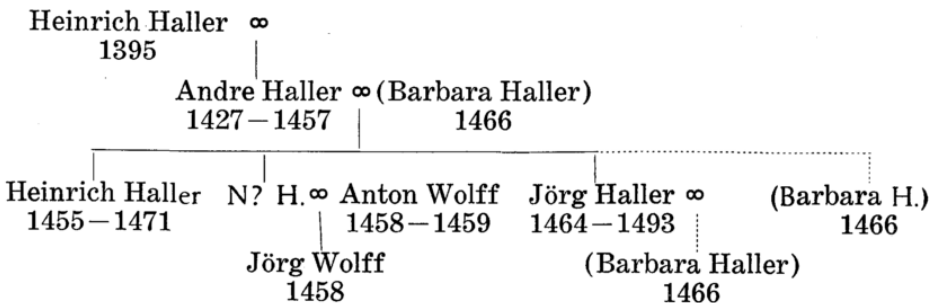 Heinrich Haller ∞
1395
Andre Haller ∞ (Barbara Haller)
1427–1457 1466
Heinrich Haller N? H. ∞ Anton Wolff Jörg Haller ∞ (Barbara H.)
1455–1471 1458–1459 1464–1493 1466
Jörg Wolff (Barbara Haller)
1458 1466